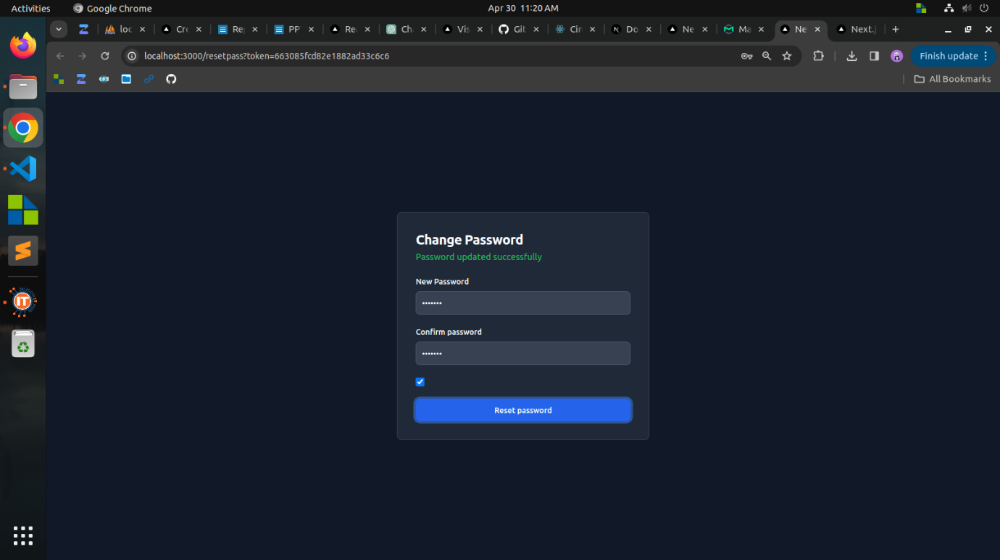 Activities
Google Chrome
Apr 30 11:20 AM
loc
Cre
Rep
PP
Rea
Ch
Vis
Git
Cir
Do
Ne
Ma
Ne
Next.j
localhost:3000/resetpass?token=663085fcd82e1882ad33c6c6
Finish update
All Bookmarks
Change Password
Password updated successfully
New Password
•••••••
Confirm password
•••••••
Reset password
IT